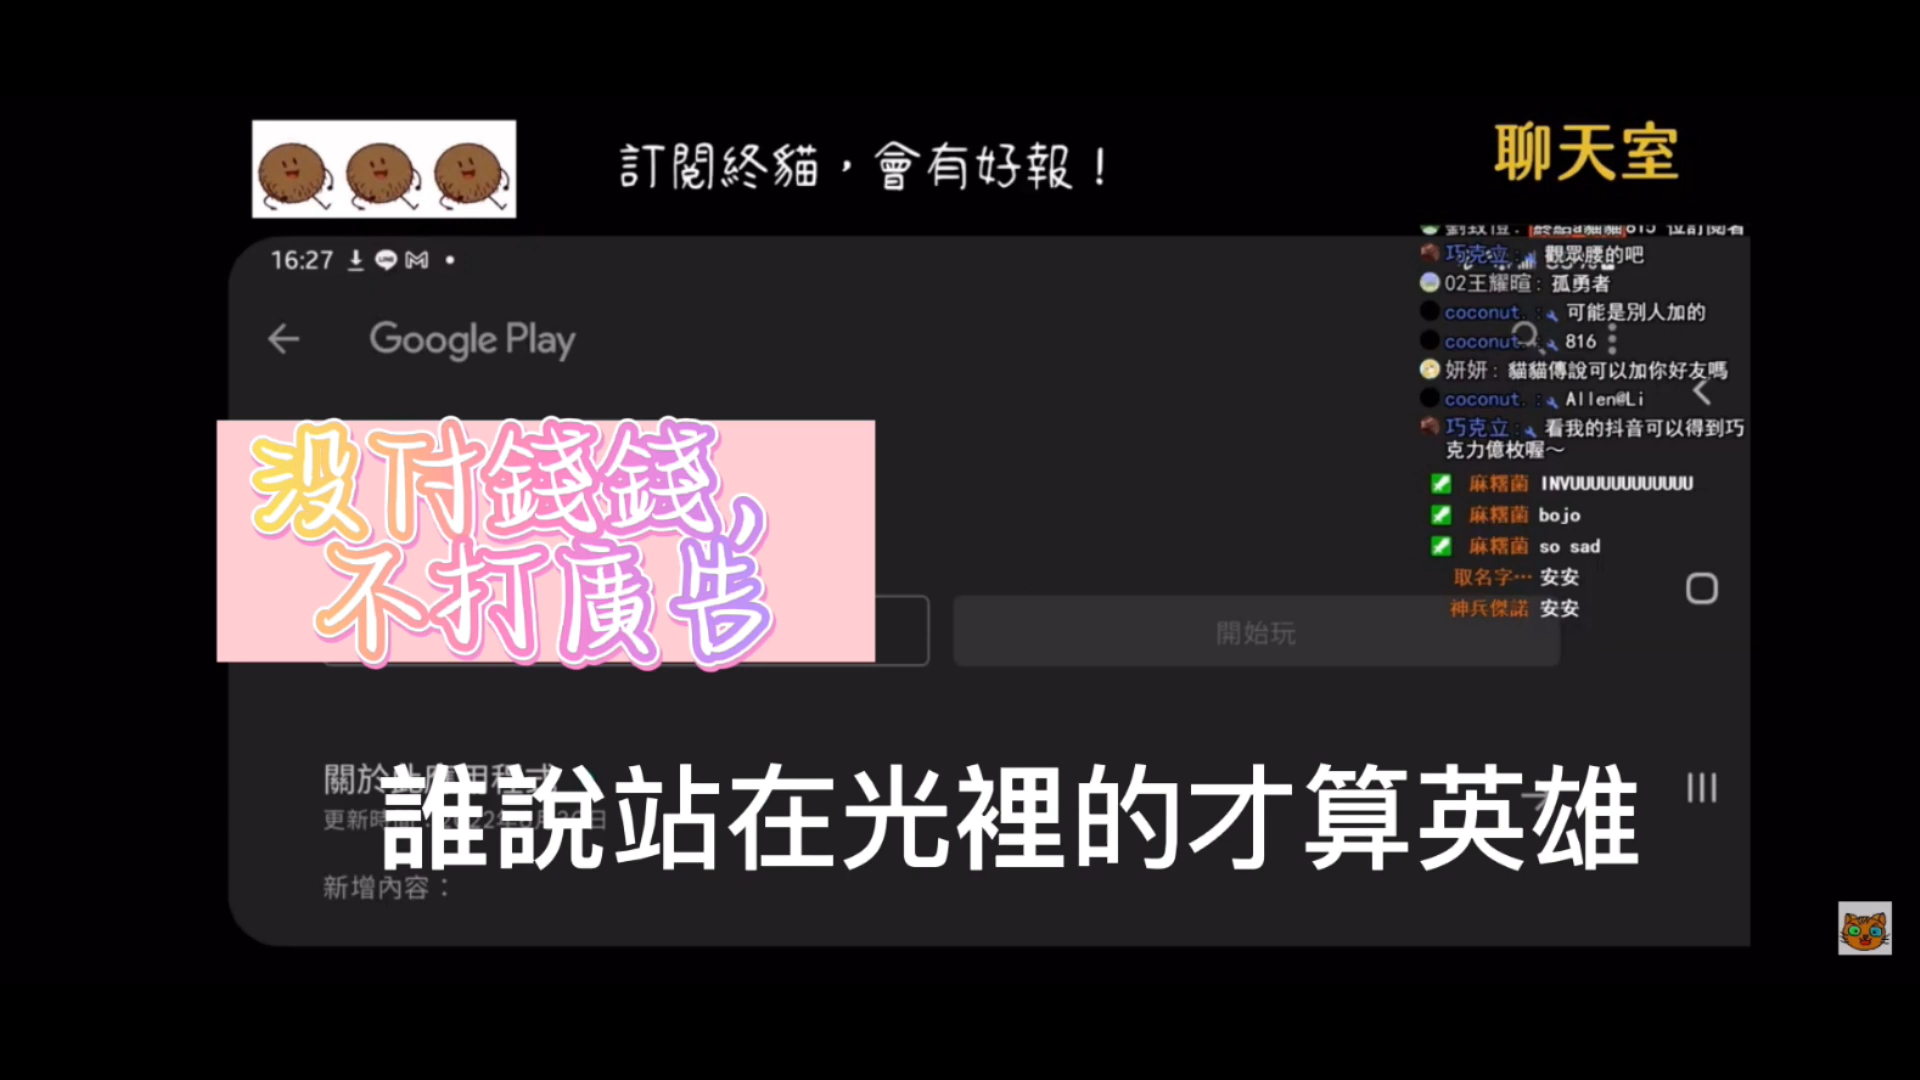 訂閱終貓，會有好報！
聊天室
16:27
Google Play
巧克立：觀眾腰的吧
02王耀暄：孤勇者
coconut.：可能是別人加的
coconut.：816
妍妍：貓貓傳說可以加你好友嗎
coconut.：Allen@Li
巧克立：看我的抖音可以得到巧
克力億枚喔～
麻糬菌 INVUUUUUUUUUUUU
麻糬菌 bojo
麻糬菌 so sad
取名字… 安安
神兵傑諾 安安
沒付錢錢，
不打廣告
開始玩
誰說站在光裡的才算英雄
新增內容：